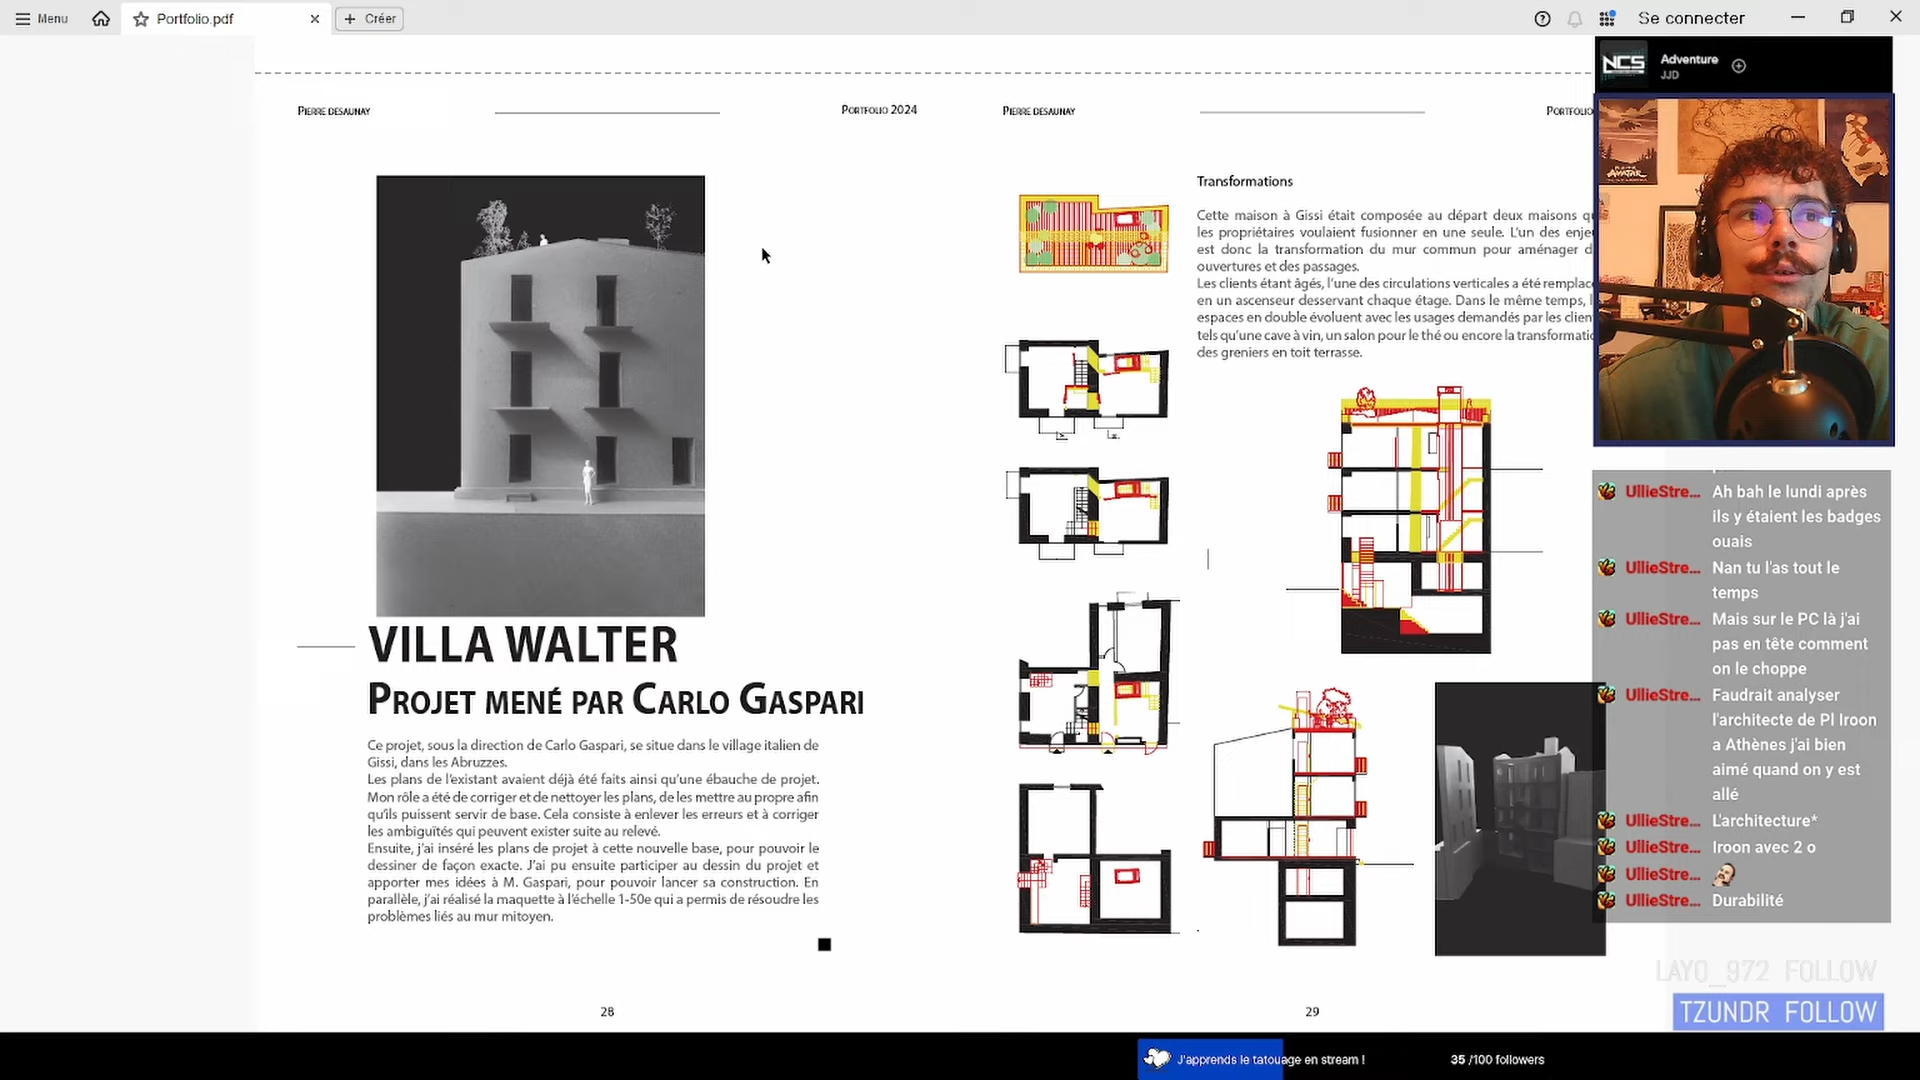 Menu
Portfolio.pdf
Créer
Se connecter
Pierre desaunay
Portfolio 2024
VILLA WALTER
Projet mené par Carlo Gaspari
Ce projet, sous la direction de Carlo Gaspari, se situe dans le village italien de
Gissi, dans les Abruzzes.
Les plans de l'existant avaient déjà été faits ainsi qu'une ébauche de projet.
Mon rôle a été de corriger et de nettoyer les plans, de les mettre au propre afin
qu'ils puissent servir de base. Cela consiste à enlever les erreurs et à corriger
les ambiguïtés qui peuvent exister suite au relevé.
Ensuite, j'ai inséré les plans de projet à cette nouvelle base, pour pouvoir le
dessiner de façon exacte. J'ai pu ensuite participer au dessin du projet et
apporter mes idées à M. Gaspari, pour pouvoir lancer sa construction. En
parallèle, j'ai réalisé la maquette à l'échelle 1-50e qui a permis de résoudre les
problèmes liés au mur mitoyen.
28
Pierre desaunay
Portfolio
Transformations
Cette maison à Gissi était composée au départ deux maisons qu
les propriétaires voulaient fusionner en une seule. L'un des enje
est donc la transformation du mur commun pour aménager d
ouvertures et des passages.
Les clients étant âgés, l'une des circulations verticales a été remplac
en un ascenseur desservant chaque étage. Dans le même temps, l
espaces en double évoluent avec les usages demandés par les clien
tels qu'une cave à vin, un salon pour le thé ou encore la transformatio
des greniers en toit terrasse.
29
NCS
Adventure
JJD
AVATAR
UllieStre... Ah bah le lundi après
ils y étaient les badges
ouais
UllieStre... Nan tu l'as tout le
temps
UllieStre... Mais sur le PC là j'ai
pas en tête comment
on le choppe
UllieStre... Faudrait analyser
l'architecte de Pl Iroon
a Athènes j'ai bien
aimé quand on y est
allé
UllieStre... L'architecture*
UllieStre... Iroon avec 2 o
UllieStre...
UllieStre... Durabilité
LAYO_972 FOLLOW
TZUNDR FOLLOW
J'apprends le tatouage en stream !
35 /100 followers